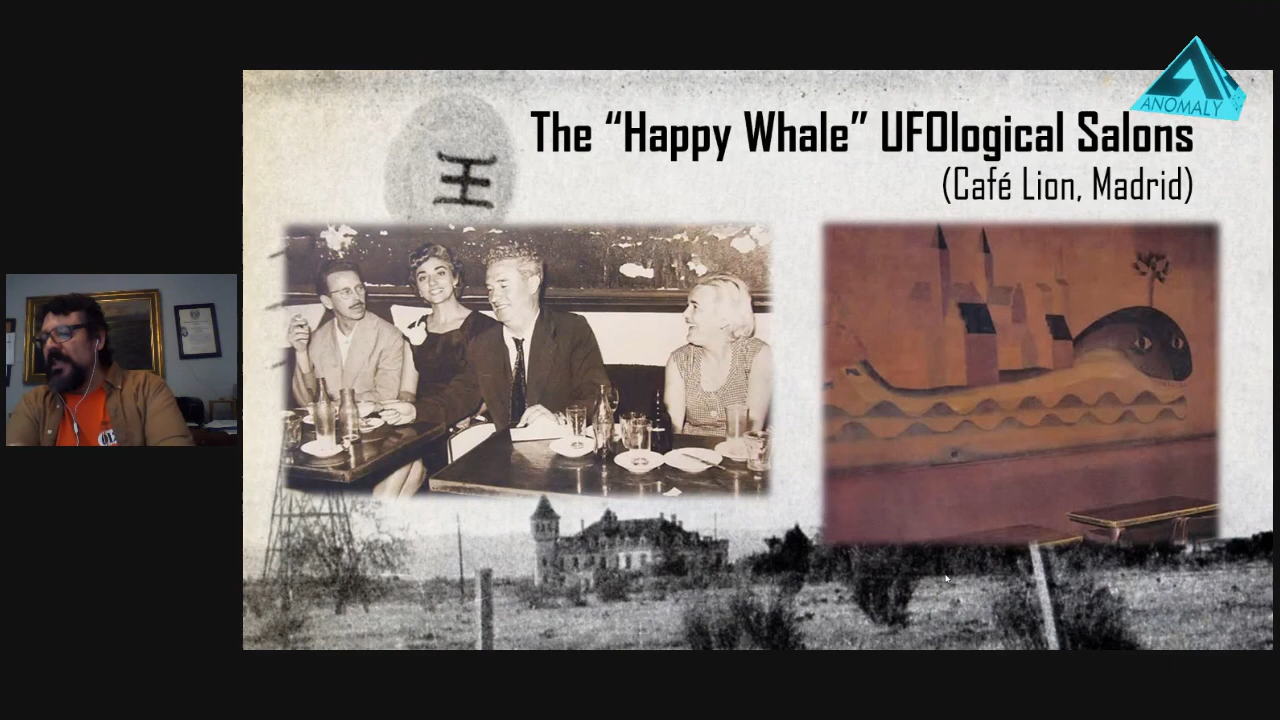 The “Happy Whale” UFOlogical Salons
(Café Lion, Madrid)
ANOMALY